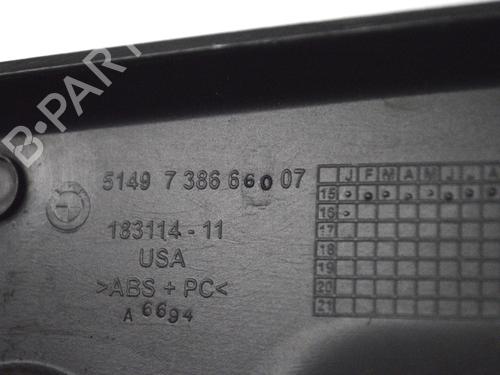 B-PART
5149 7 386 660 07
183114 - 11
USA
>ABS + PC<
A 6694
J F M A M J J A
15
16
17
18
19
20
21